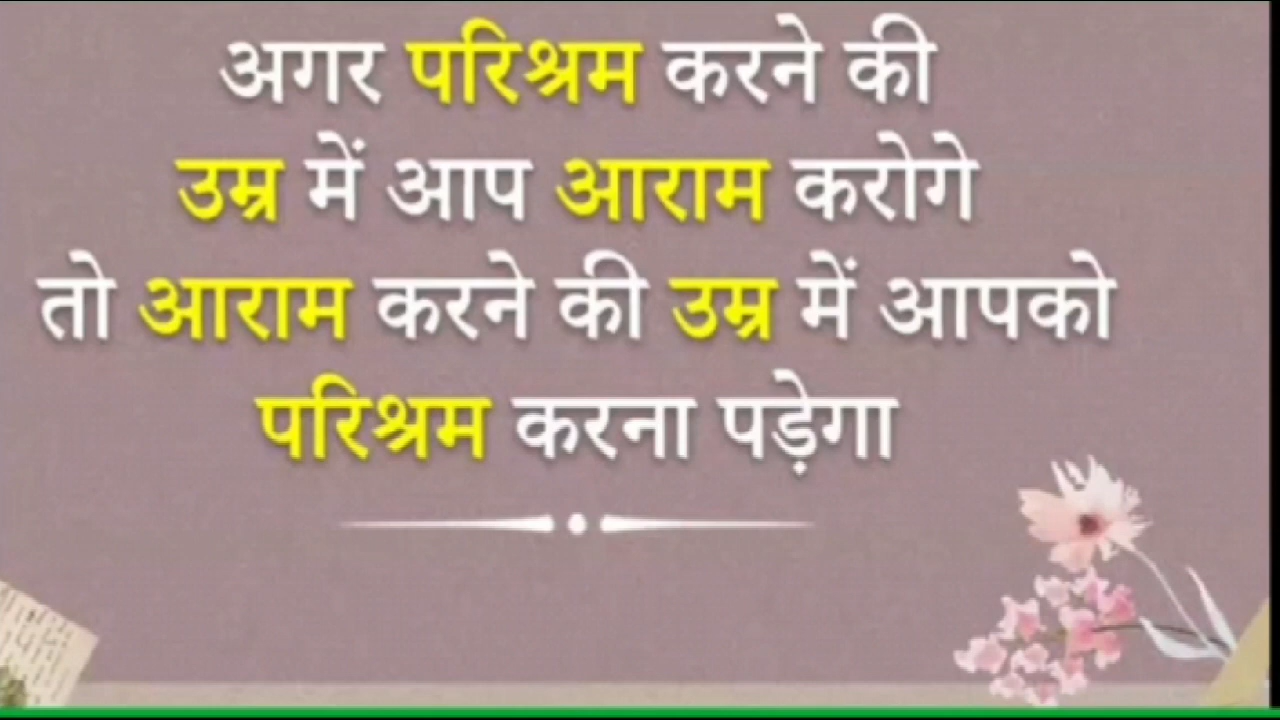 अगर परिश्रम करने की
उम्र में आप आराम करोगे
तो आराम करने की उम्र में आपको
परिश्रम करना पड़ेगा